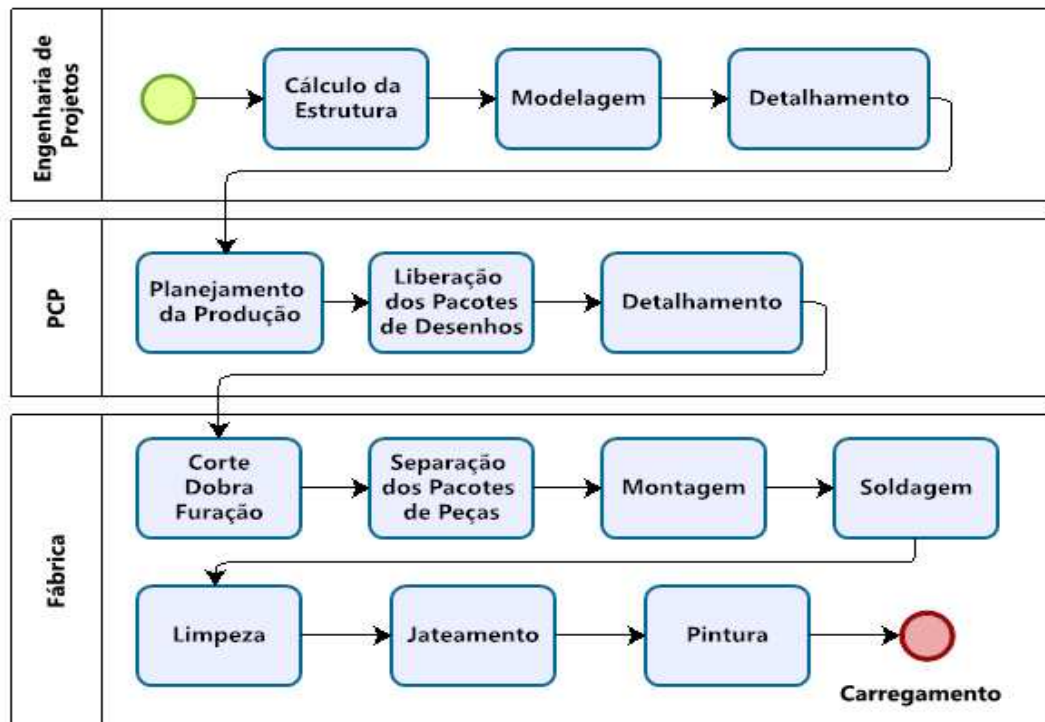 Engenharia de
Projetos
Cálculo da
Estrutura
Modelagem
Detalhamento
PCP
Planejamento
da Produção
Liberação
dos Pacotes
de Desenhos
Detalhamento
Fábrica
Corte
Dobra
Furação
Separação
dos Pacotes
de Peças
Montagem
Soldagem
Limpeza
Jateamento
Pintura
Carregamento